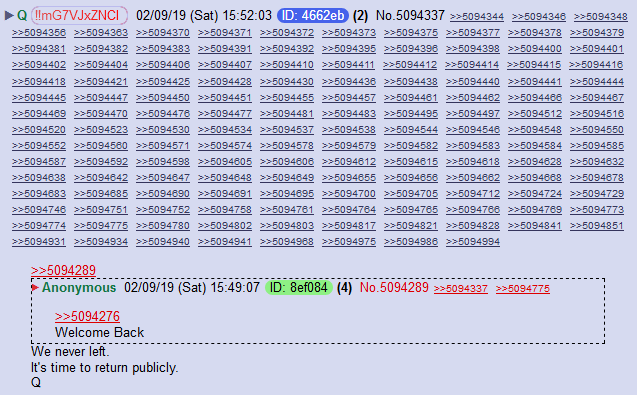 ▶ Q !!mG7VJxZNCI 02/09/19 (Sat) 15:52:03 ID: 4662eb (2) No.5094337 >>5094344 >>5094346 >>5094348
>>5094356 >>5094363 >>5094370 >>5094371 >>5094372 >>5094373 >>5094375 >>5094377 >>5094378 >>5094379
>>5094381 >>5094382 >>5094383 >>5094391 >>5094392 >>5094395 >>5094396 >>5094398 >>5094400 >>5094401
>>5094403 >>5094404 >>5094406 >>5094407 >>5094410 >>5094411 >>5094412 >>5094414 >>5094415 >>5094416
>>5094418 >>5094421 >>5094425 >>5094428 >>5094430 >>5094436 >>5094438 >>5094440 >>5094441 >>5094444
>>5094445 >>5094447 >>5094450 >>5094451 >>5094455 >>5094457 >>5094461 >>5094462 >>5094466 >>5094467
>>5094469 >>5094470 >>5094476 >>5094477 >>5094481 >>5094483 >>5094495 >>5094497 >>5094512 >>5094516
>>5094520 >>5094523 >>5094530 >>5094534 >>5094537 >>5094538 >>5094544 >>5094546 >>5094548 >>5094550
>>5094552 >>5094560 >>5094571 >>5094574 >>5094578 >>5094579 >>5094582 >>5094583 >>5094584 >>5094585
>>5094587 >>5094592 >>5094598 >>5094605 >>5094606 >>5094612 >>5094615 >>5094618 >>5094628 >>5094632
>>5094638 >>5094642 >>5094647 >>5094648 >>5094649 >>5094655 >>5094656 >>5094662 >>5094668 >>5094678
>>5094683 >>5094685 >>5094690 >>5094691 >>5094695 >>5094700 >>5094705 >>5094712 >>5094724 >>5094729
>>5094746 >>5094751 >>5094752 >>5094758 >>5094761 >>5094764 >>5094765 >>5094766 >>5094769 >>5094773
>>5094774 >>5094775 >>5094780 >>5094802 >>5094803 >>5094817 >>5094821 >>5094828 >>5094841 >>5094851
>>5094931 >>5094934 >>5094940 >>5094941 >>5094968 >>5094975 >>5094986 >>5094994
>>5094289
▶ Anonymous 02/09/19 (Sat) 15:49:07 ID: 8ef084 (4) No.5094289 >>5094337 >>5094775
>>5094276
Welcome Back
We never left.
It's time to return publicly.
Q